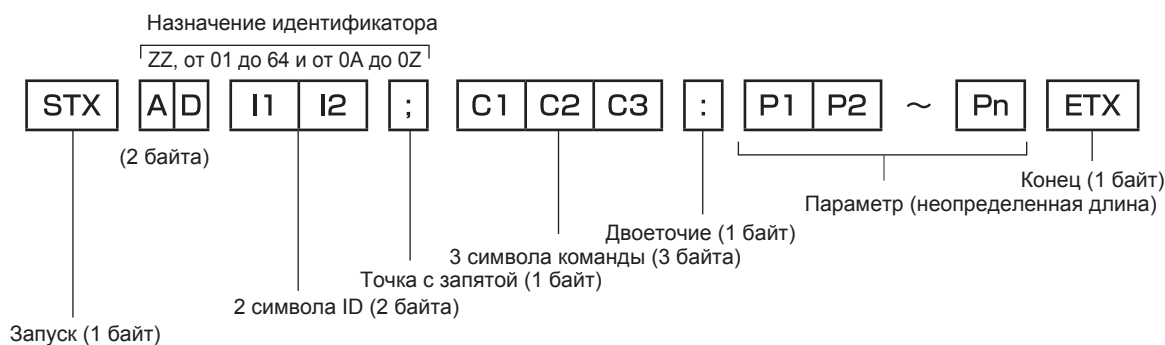 Назначение идентификатора
ZZ, от 01 до 64 и от 0A до 0Z
STX A D I1 I2 ; C1 C2 C3 : P1 P2 ~ Pn ETX
(2 байта)
Конец (1 байт)
Параметр (неопределенная длина)
Двоеточие (1 байт)
3 символа команды (3 байта)
Точка с запятой (1 байт)
2 символа ID (2 байта)
Запуск (1 байт)